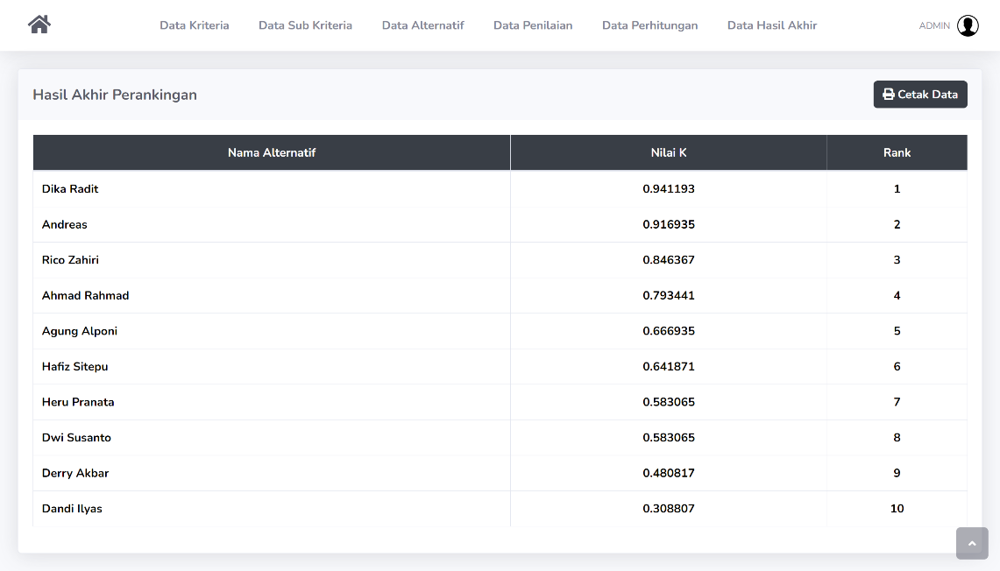 Data Kriteria Data Sub Kriteria Data Alternatif Data Penilaian Data Perhitungan Data Hasil Akhir ADMIN
Hasil Akhir Perankingan Cetak Data
Nama Alternatif Nilai K Rank
Dika Radit 0.941193 1
Andreas 0.916935 2
Rico Zahiri 0.846367 3
Ahmad Rahmad 0.793441 4
Agung Alponi 0.666935 5
Hafiz Sitepu 0.641871 6
Heru Pranata 0.583065 7
Dwi Susanto 0.583065 8
Derry Akbar 0.480817 9
Dandi Ilyas 0.308807 10